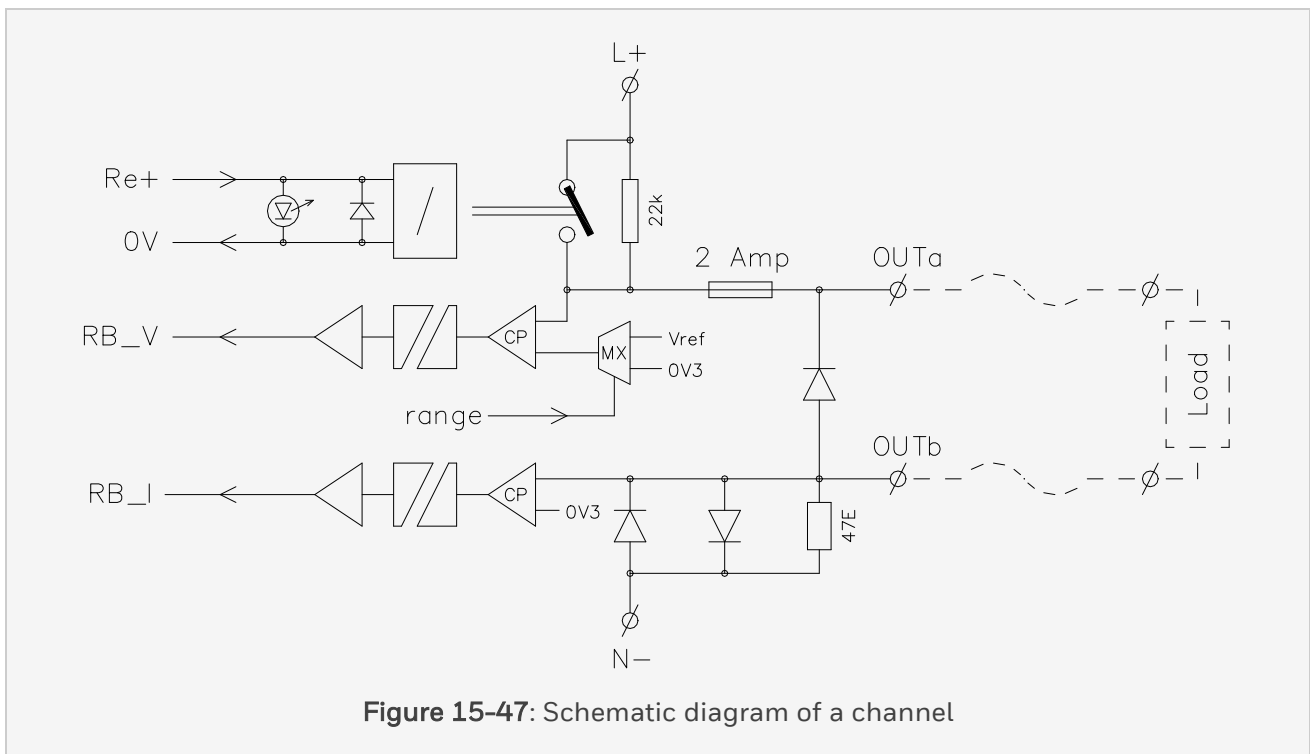 L+
Re+
22k
0V
2 Amp
OUTa
RB_V
CP
MX
Vref
0V3
Load
range
OUTb
RB_I
CP
0V3
47E
N-
Figure 15-47: Schematic diagram of a channel